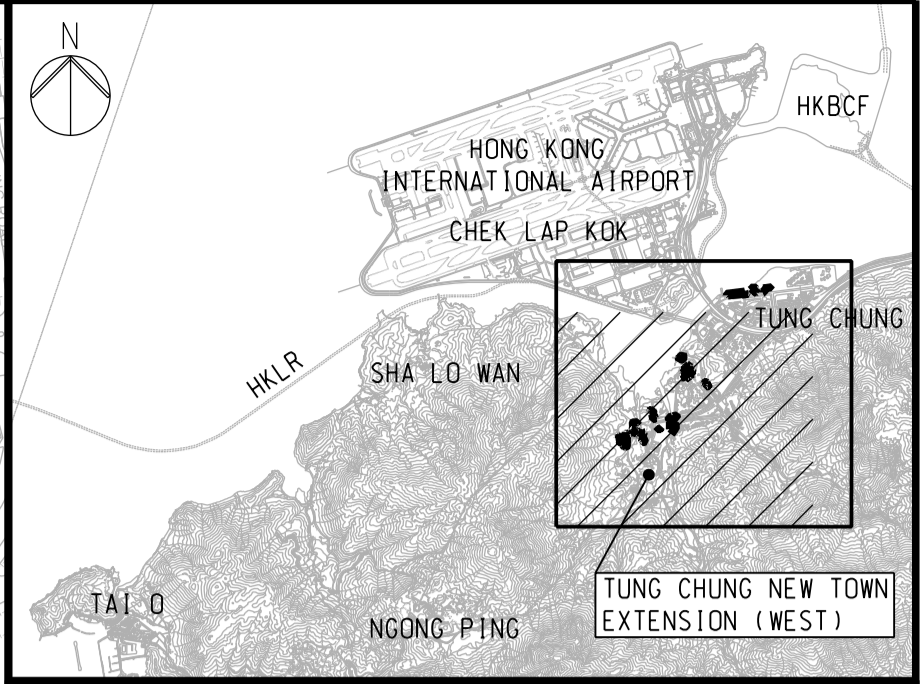 N
HKBCF
HONG KONG
INTERNATIONAL AIRPORT
CHEK LAP KOK
TUNG CHUNG
HKLR
SHA LO WAN
TAI O
NGONG PING
TUNG CHUNG NEW TOWN
EXTENSION (WEST)